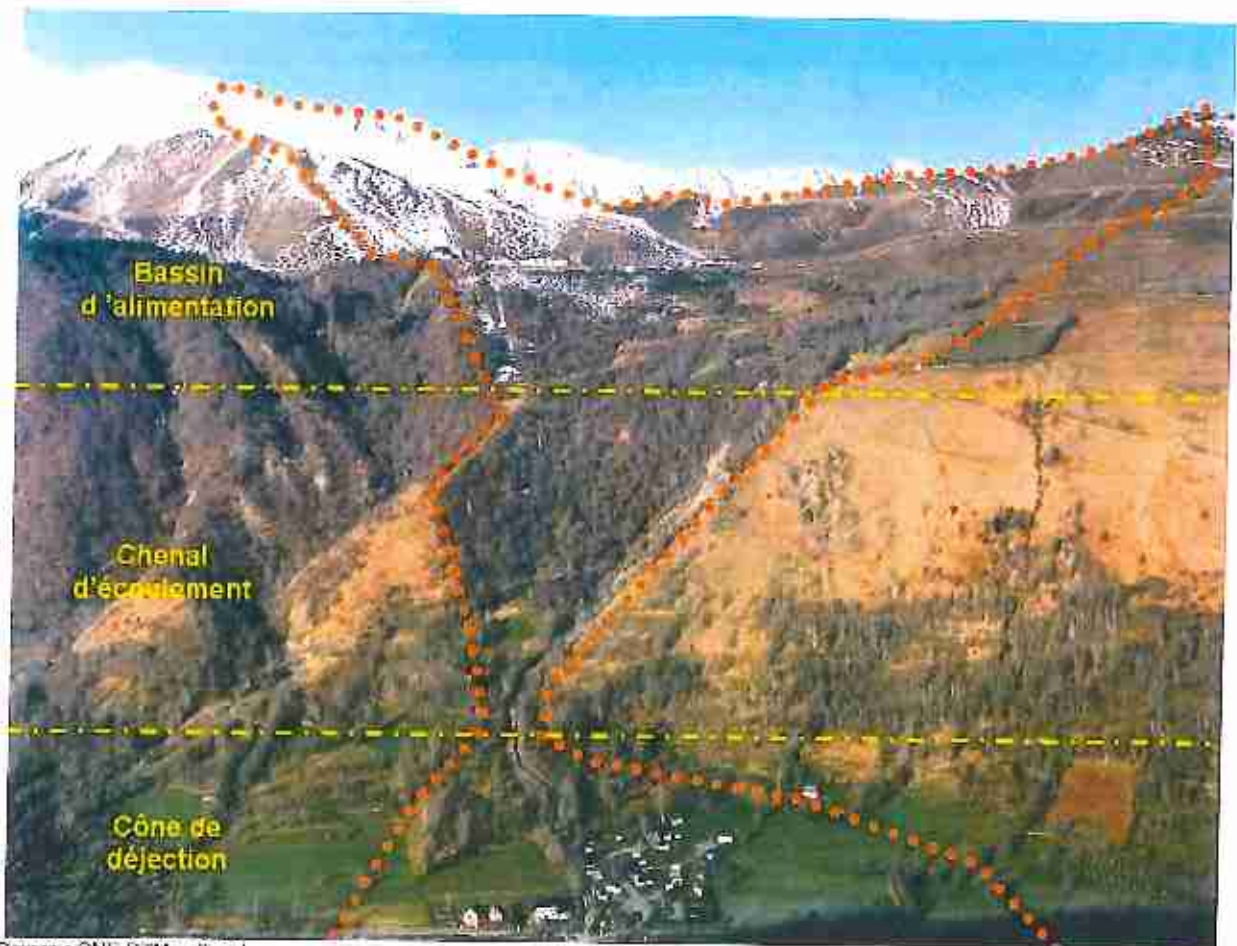 Bassin
d 'alimentation
Chenal
d'écoulement
Cône de
déjection